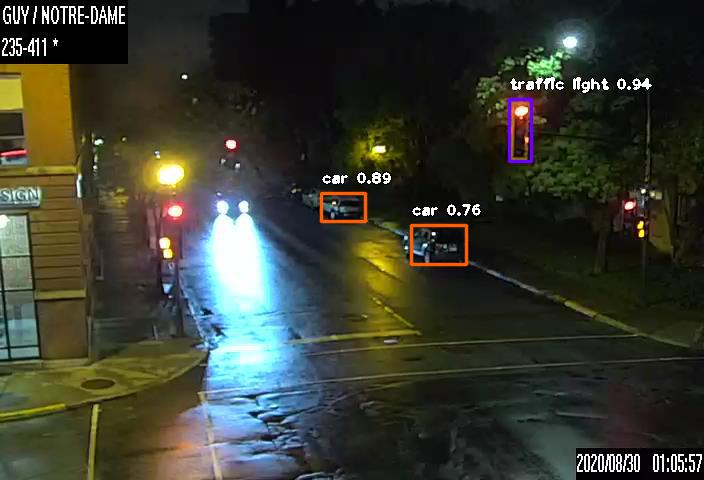 GUY / NOTRE-DAME
235-411 *
traffic light 0.94
car 0.89
car 0.76
SIGN
2020/08/30 01:05:57